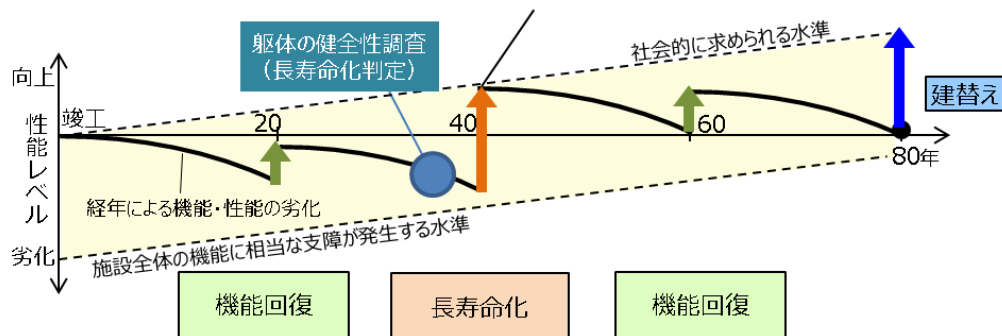 社会的に求められる水準
躯体の健全性調査
（長寿命化判定）
向上
建替え
竣工
20
40
60
80年
性能レベル
経年による機能・性能の劣化
劣化
施設全体の機能に相当な支障が発生する水準
機能回復
長寿命化
機能回復